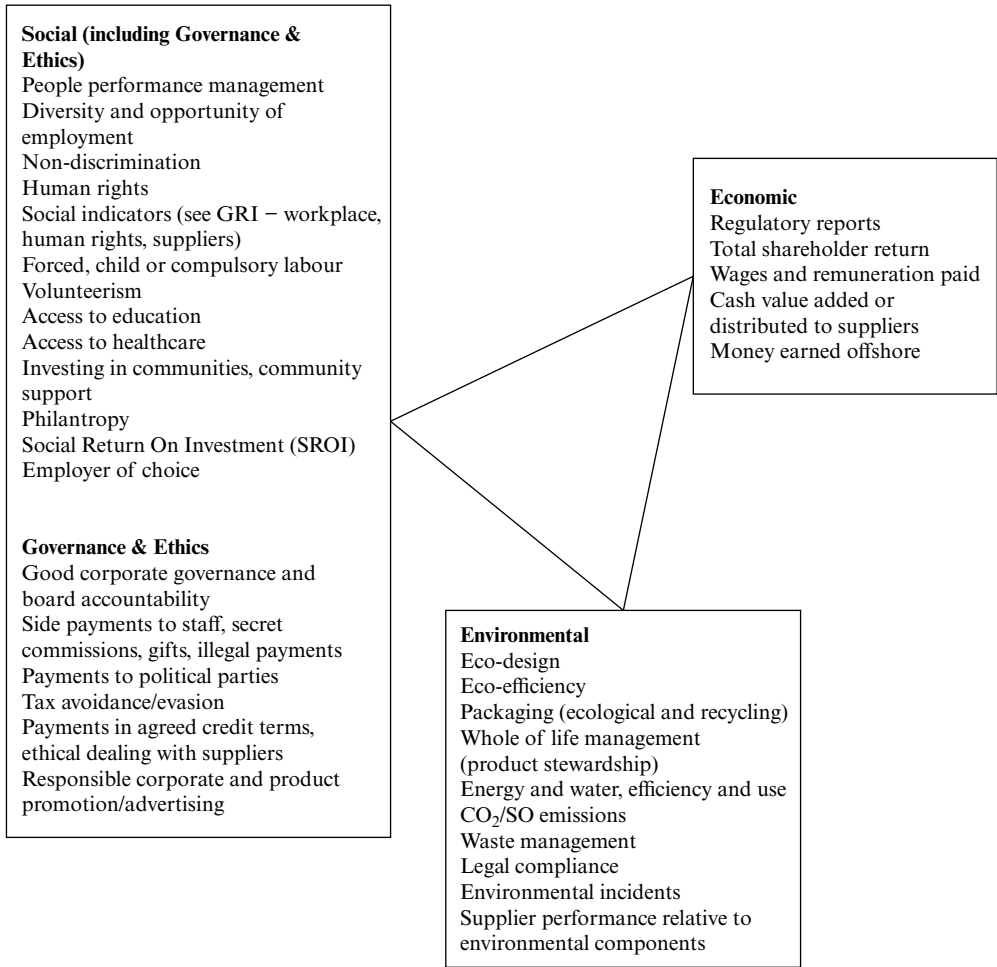 Social (including Governance &
Ethics)
People performance management
Diversity and opportunity of
employment
Non-discrimination
Human rights
Social indicators (see GRI − workplace,
human rights, suppliers)
Forced, child or compulsory labour
Volunteerism
Access to education
Access to healthcare
Investing in communities, community
support
Philantropy
Social Return On Investment (SROI)
Employer of choice
Governance & Ethics
Good corporate governance and
board accountability
Side payments to staff, secret
commissions, gifts, illegal payments
Payments to political parties
Tax avoidance/evasion
Payments in agreed credit terms,
ethical dealing with suppliers
Responsible corporate and product
promotion/advertising
Economic
Regulatory reports
Total shareholder return
Wages and remuneration paid
Cash value added or
distributed to suppliers
Money earned offshore
Environmental
Eco-design
Eco-efficiency
Packaging (ecological and recycling)
Whole of life management
(product stewardship)
Energy and water, efficiency and use
CO₂/SO emissions
Waste management
Legal compliance
Environmental incidents
Supplier performance relative to
environmental components